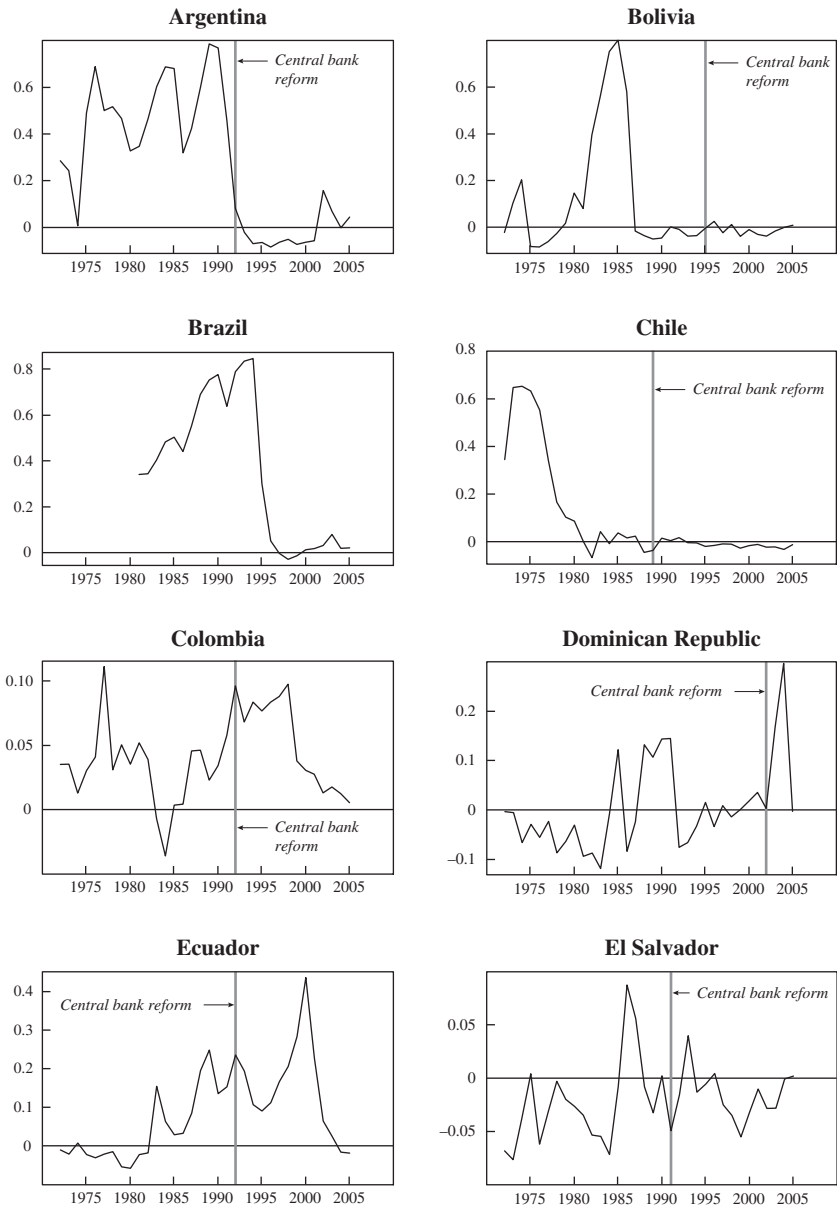 Argentina
0.6
0.4
0.2
0
Central bank
reform
1975 1980 1985 1990 1995 2000 2005
Bolivia
0.6
0.4
0.2
0
Central bank
reform
1975 1980 1985 1990 1995 2000 2005
Brazil
0.8
0.6
0.4
0.2
0
1975 1980 1985 1990 1995 2000 2005
Chile
0.8
0.6
0.4
0.2
0
Central bank reform
1975 1980 1985 1990 1995 2000 2005
Colombia
0.10
0.05
0
Central bank
reform
1975 1980 1985 1990 1995 2000 2005
Dominican Republic
Central bank reform
0.2
0.1
0
–0.1
1975 1980 1985 1990 1995 2000 2005
Ecuador
0.4
Central bank reform
0.3
0.2
0.1
0
1975 1980 1985 1990 1995 2000 2005
El Salvador
Central bank reform
0.05
0
–0.05
1975 1980 1985 1990 1995 2000 2005